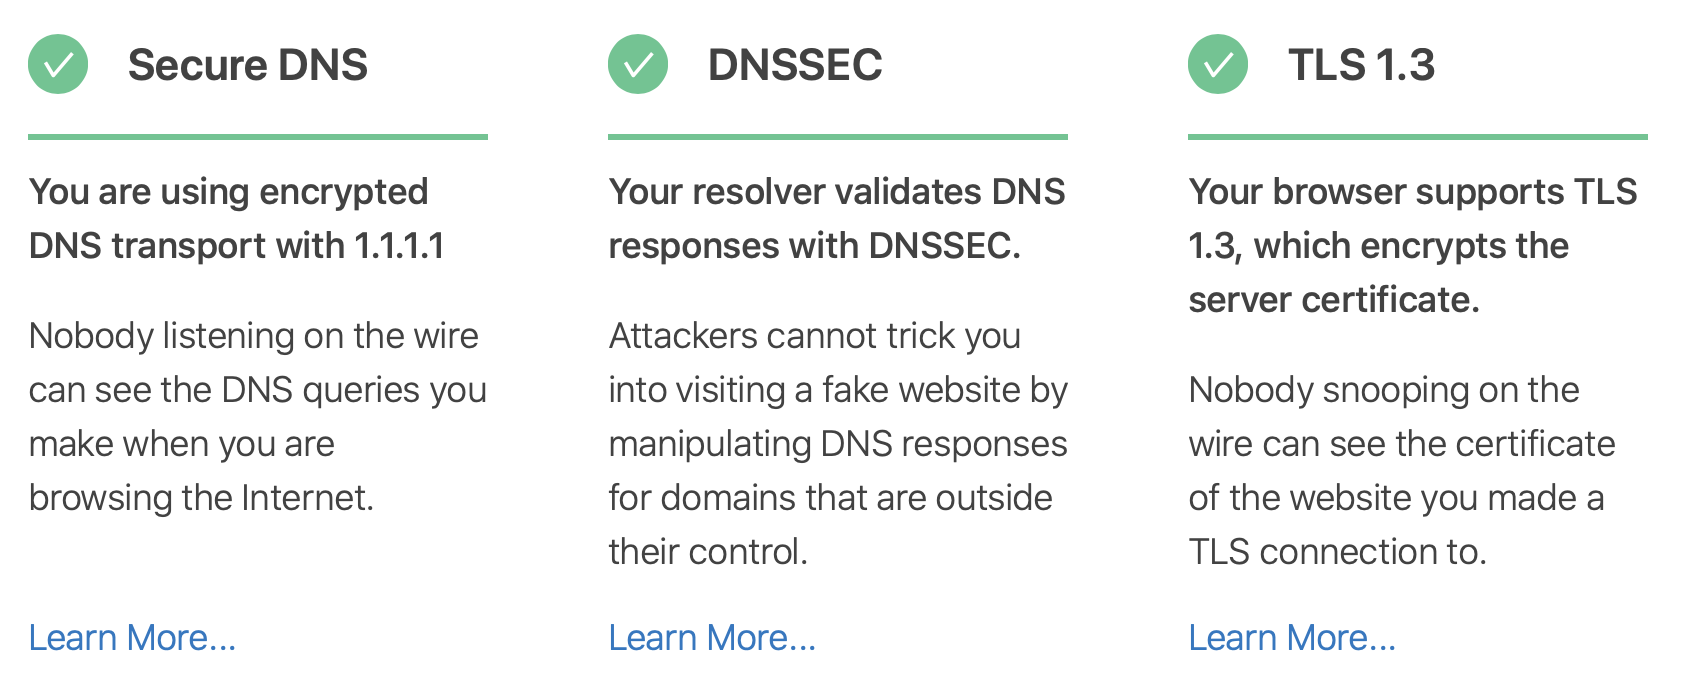 Secure DNS
You are using encrypted
DNS transport with 1.1.1.1
Nobody listening on the wire
can see the DNS queries you
make when you are
browsing the Internet.
Learn More...
DNSSEC
Your resolver validates DNS
responses with DNSSEC.
Attackers cannot trick you
into visiting a fake website by
manipulating DNS responses
for domains that are outside
their control.
Learn More...
TLS 1.3
Your browser supports TLS
1.3, which encrypts the
server certificate.
Nobody snooping on the
wire can see the certificate
of the website you made a
TLS connection to.
Learn More...